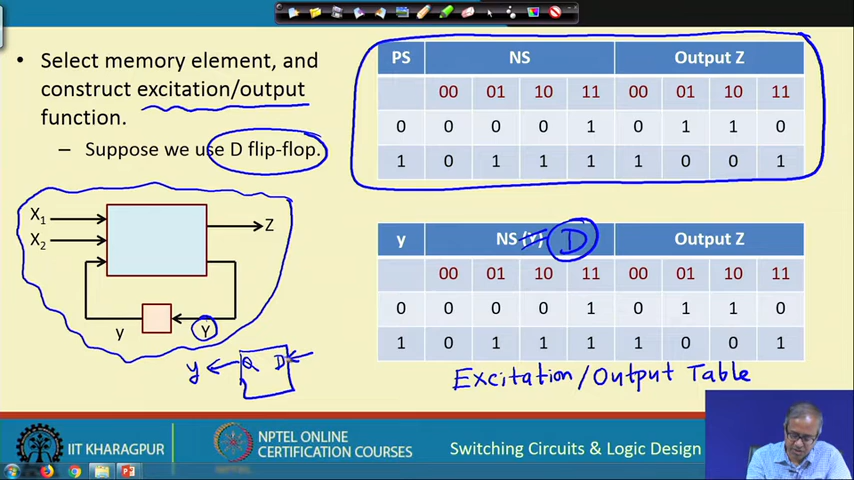 • Select memory element, and
construct excitation/output
function.
– Suppose we use D flip-flop.
X1
X2
Z
y
Y
y
Q
D
PS NS Output Z
00 01 10 11 00 01 10 11
0 0 0 0 1 0 1 1 0
1 0 1 1 1 1 0 0 1
y NS (Y) D Output Z
00 01 10 11 00 01 10 11
0 0 0 0 1 0 1 1 0
1 0 1 1 1 1 0 0 1
Excitation/Output Table
IIT KHARAGPUR
NPTEL ONLINE
CERTIFICATION COURSES
Switching Circuits & Logic Design